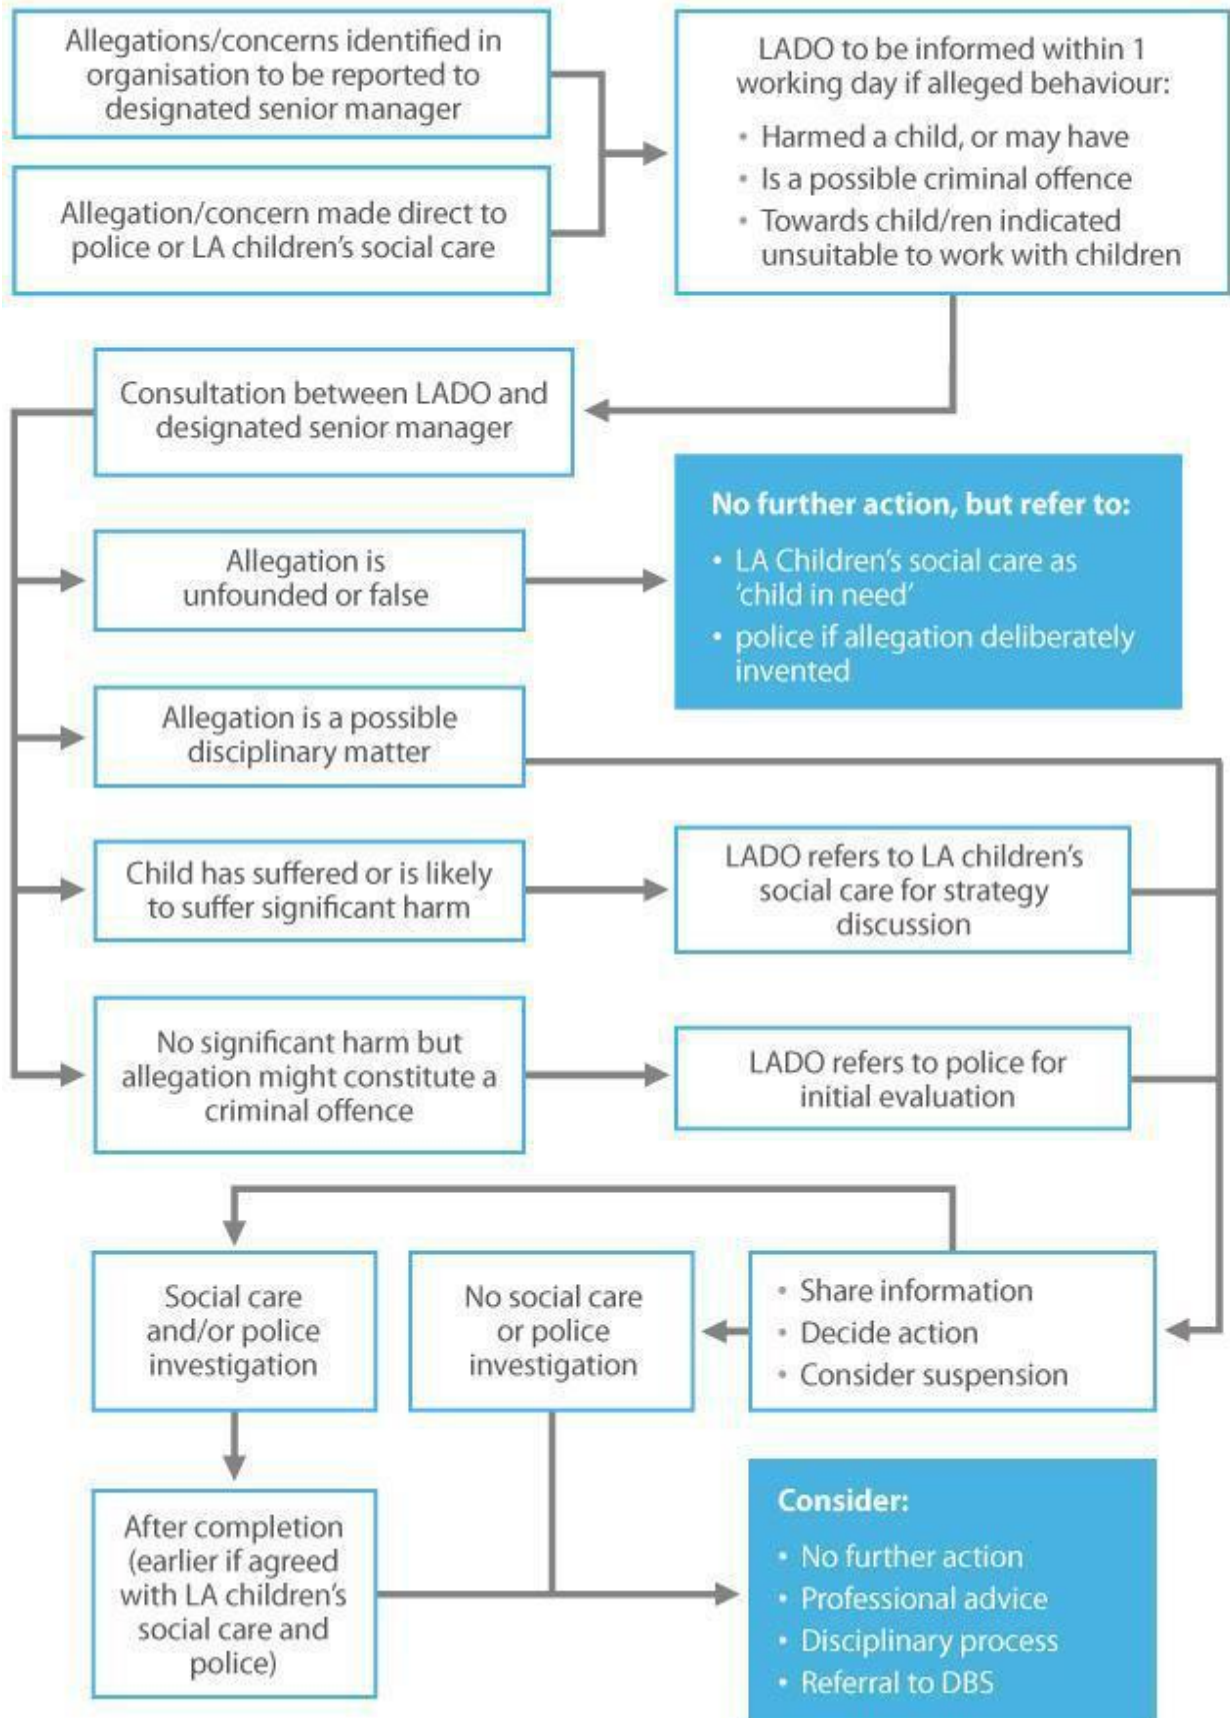 Allegations/concerns identified in
organisation to be reported to
designated senior manager
Allegation/concern made direct to
police or LA children's social care
LADO to be informed within 1
working day if alleged behaviour:
• Harmed a child, or may have
• Is a possible criminal offence
• Towards child/ren indicated
unsuitable to work with children
Consultation between LADO and
designated senior manager
Allegation is
unfounded or false
No further action, but refer to:
• LA Children's social care as
'child in need'
• police if allegation deliberately
invented
Allegation is a possible
disciplinary matter
Child has suffered or is likely
to suffer significant harm
LADO refers to LA children's
social care for strategy
discussion
No significant harm but
allegation might constitute a
criminal offence
LADO refers to police for
initial evaluation
Social care
and/or police
investigation
No social care
or police
investigation
• Share information
• Decide action
• Consider suspension
After completion
(earlier if agreed
with LA children's
social care and
police)
Consider:
• No further action
• Professional advice
• Disciplinary process
• Referral to DBS